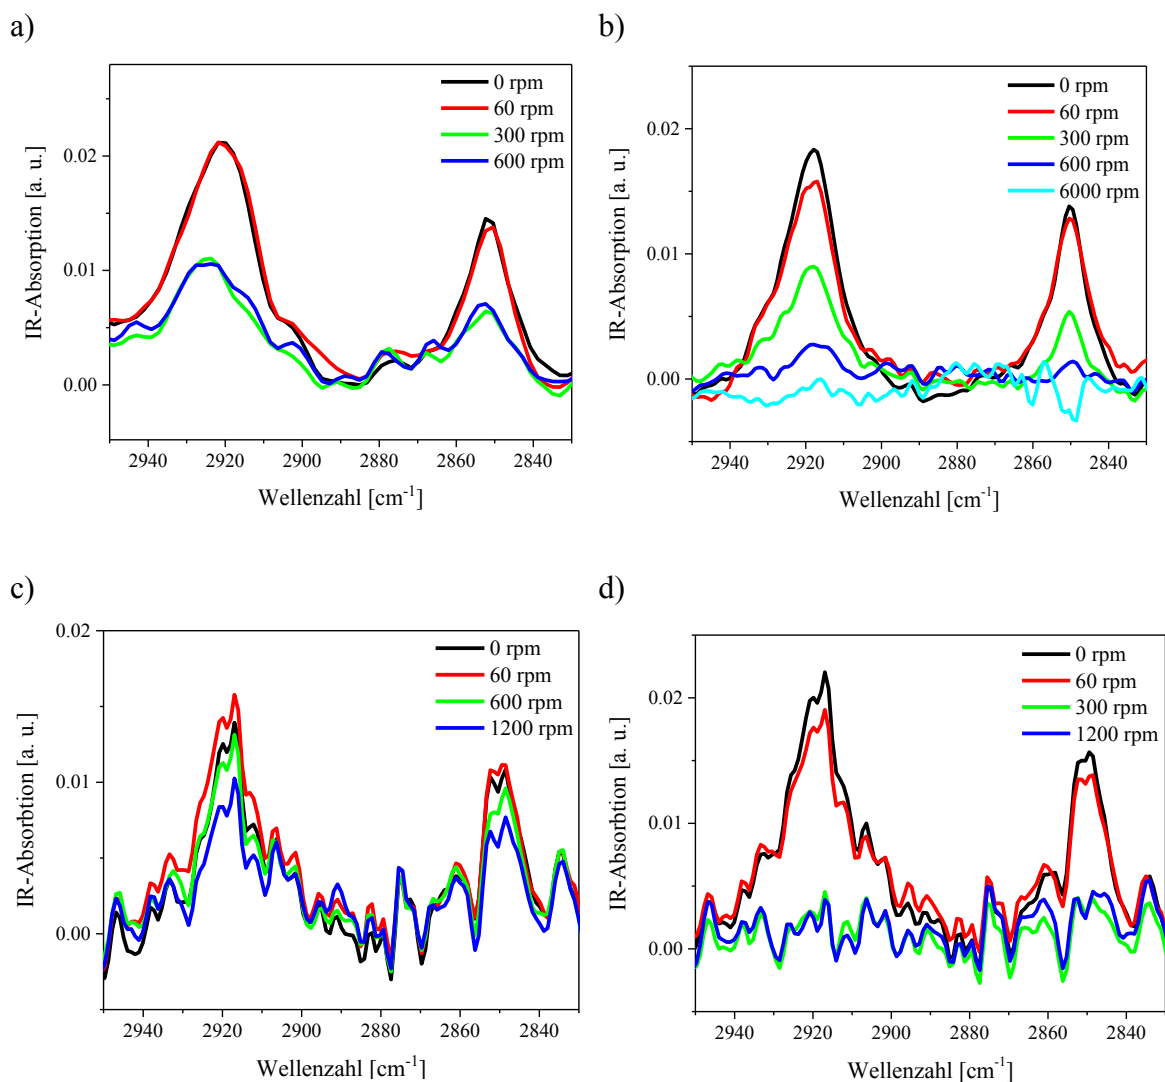 a)
0 rpm
60 rpm
300 rpm
600 rpm
0.02
0.01
0.00
IR-Absorption [a. u.]
2940 2920 2900 2880 2860 2840
Wellenzahl [cm-1]
b)
0 rpm
60 rpm
300 rpm
600 rpm
6000 rpm
0.02
0.01
0.00
IR-Absorption [a. u.]
2940 2920 2900 2880 2860 2840
Wellenzahl [cm-1]
c)
0 rpm
60 rpm
600 rpm
1200 rpm
0.02
0.01
0.00
IR-Absorbtion [a. u.]
2940 2920 2900 2880 2860 2840
Wellenzahl [cm-1]
d)
0 rpm
60 rpm
300 rpm
1200 rpm
0.02
0.01
0.00
IR-Absorbtion [a. u.]
2940 2920 2900 2880 2860 2840
Wellenzahl [cm-1]